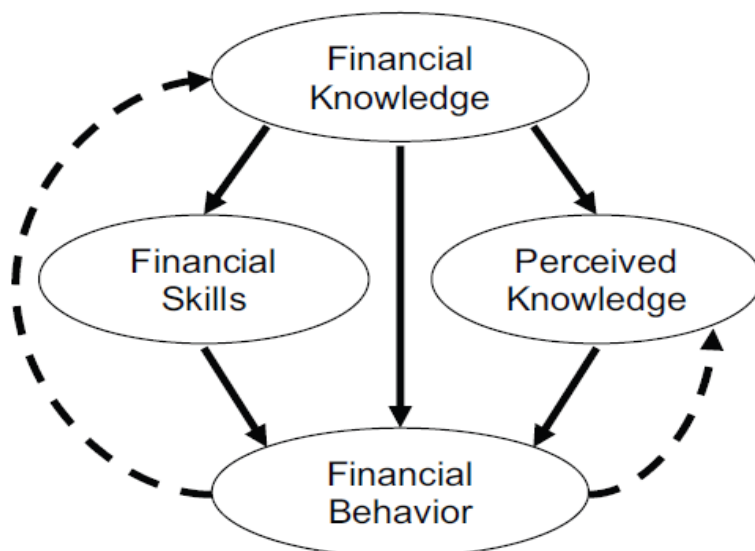 Financial
Knowledge
Financial
Skills
Perceived
Knowledge
Financial
Behavior